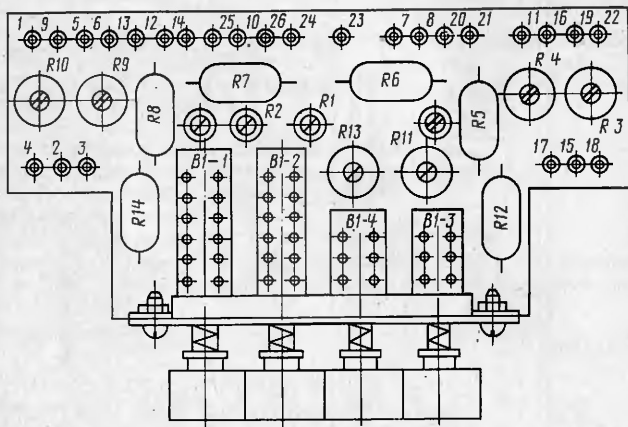 1 9 5 6 13 12 14 25 10 26 24 23 7 8 20 21 11 16 19 22
R10 R9 R8 R7 R6 R5 R4 R3
R2 R1
R13 R11
4 2 3 17 15 18
B1-1 B1-2
R14 R12
B1-4 B1-3